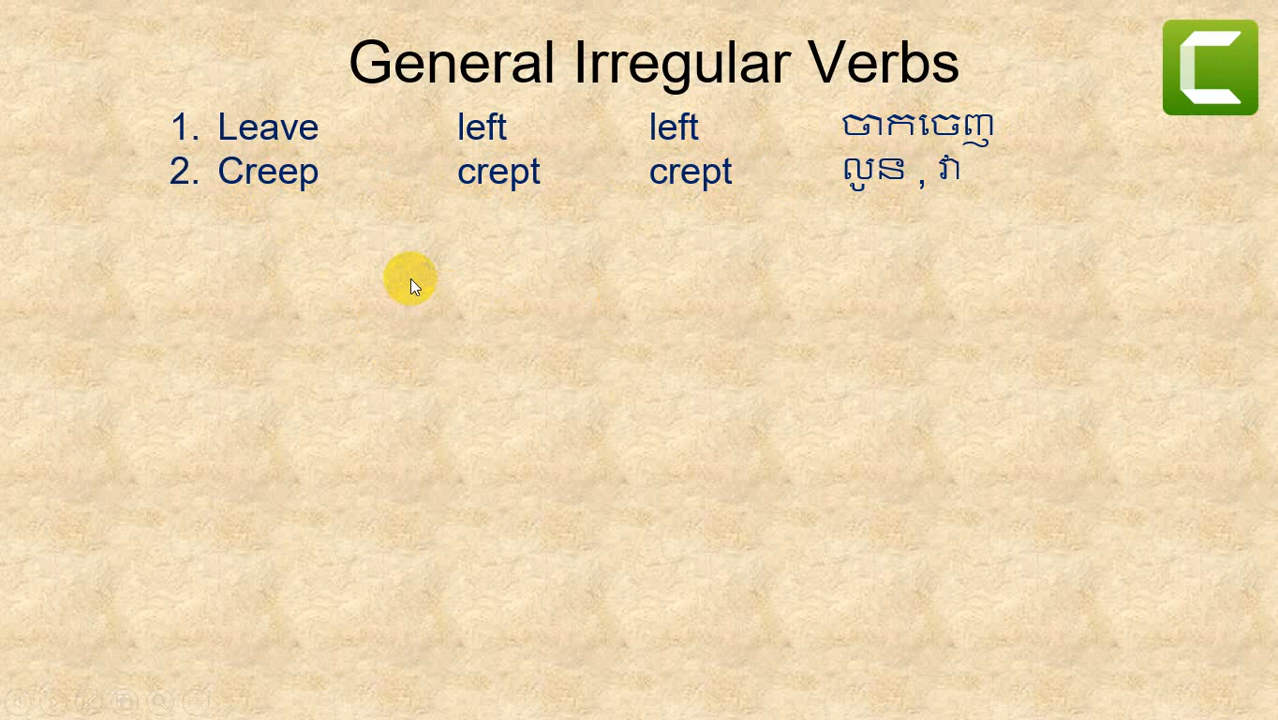 General Irregular Verbs
1. Leave left left ចាកចេញ
2. Creep crept crept លូន , វា